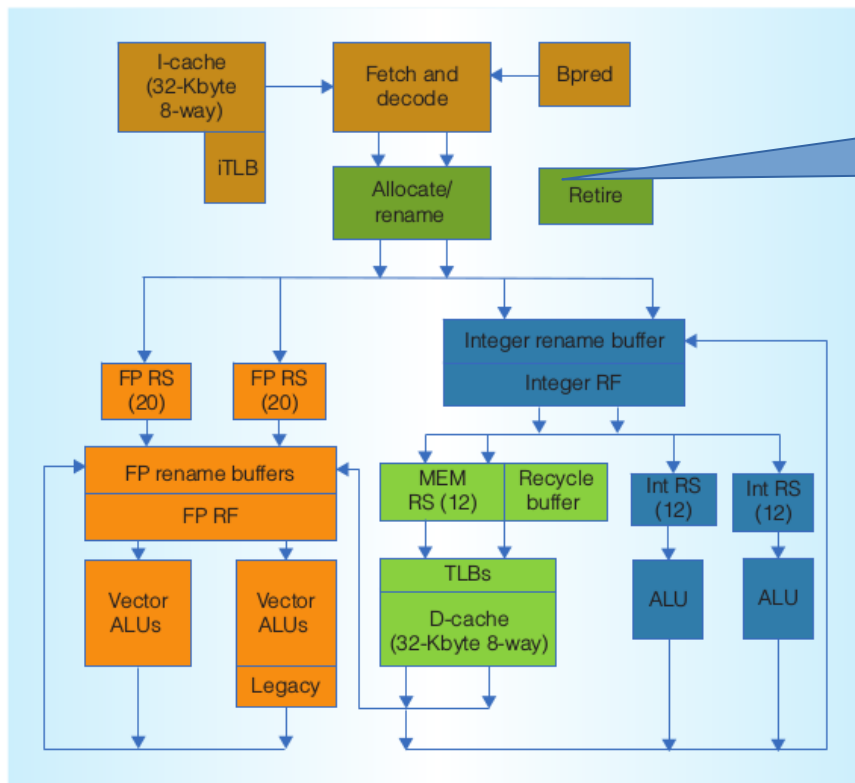 I-cache
(32-Kbyte
8-way)
iTLB
Fetch and
decode
Bpred
Allocate/
rename
Retire
Integer rename buffer
Integer RF
FP RS
(20)
FP RS
(20)
FP rename buffers
FP RF
MEM
RS (12)
Recycle
buffer
Int RS
(12)
Int RS
(12)
Vector
ALUs
Vector
ALUs
Legacy
TLBs
D-cache
(32-Kbyte 8-way)
ALU
ALU